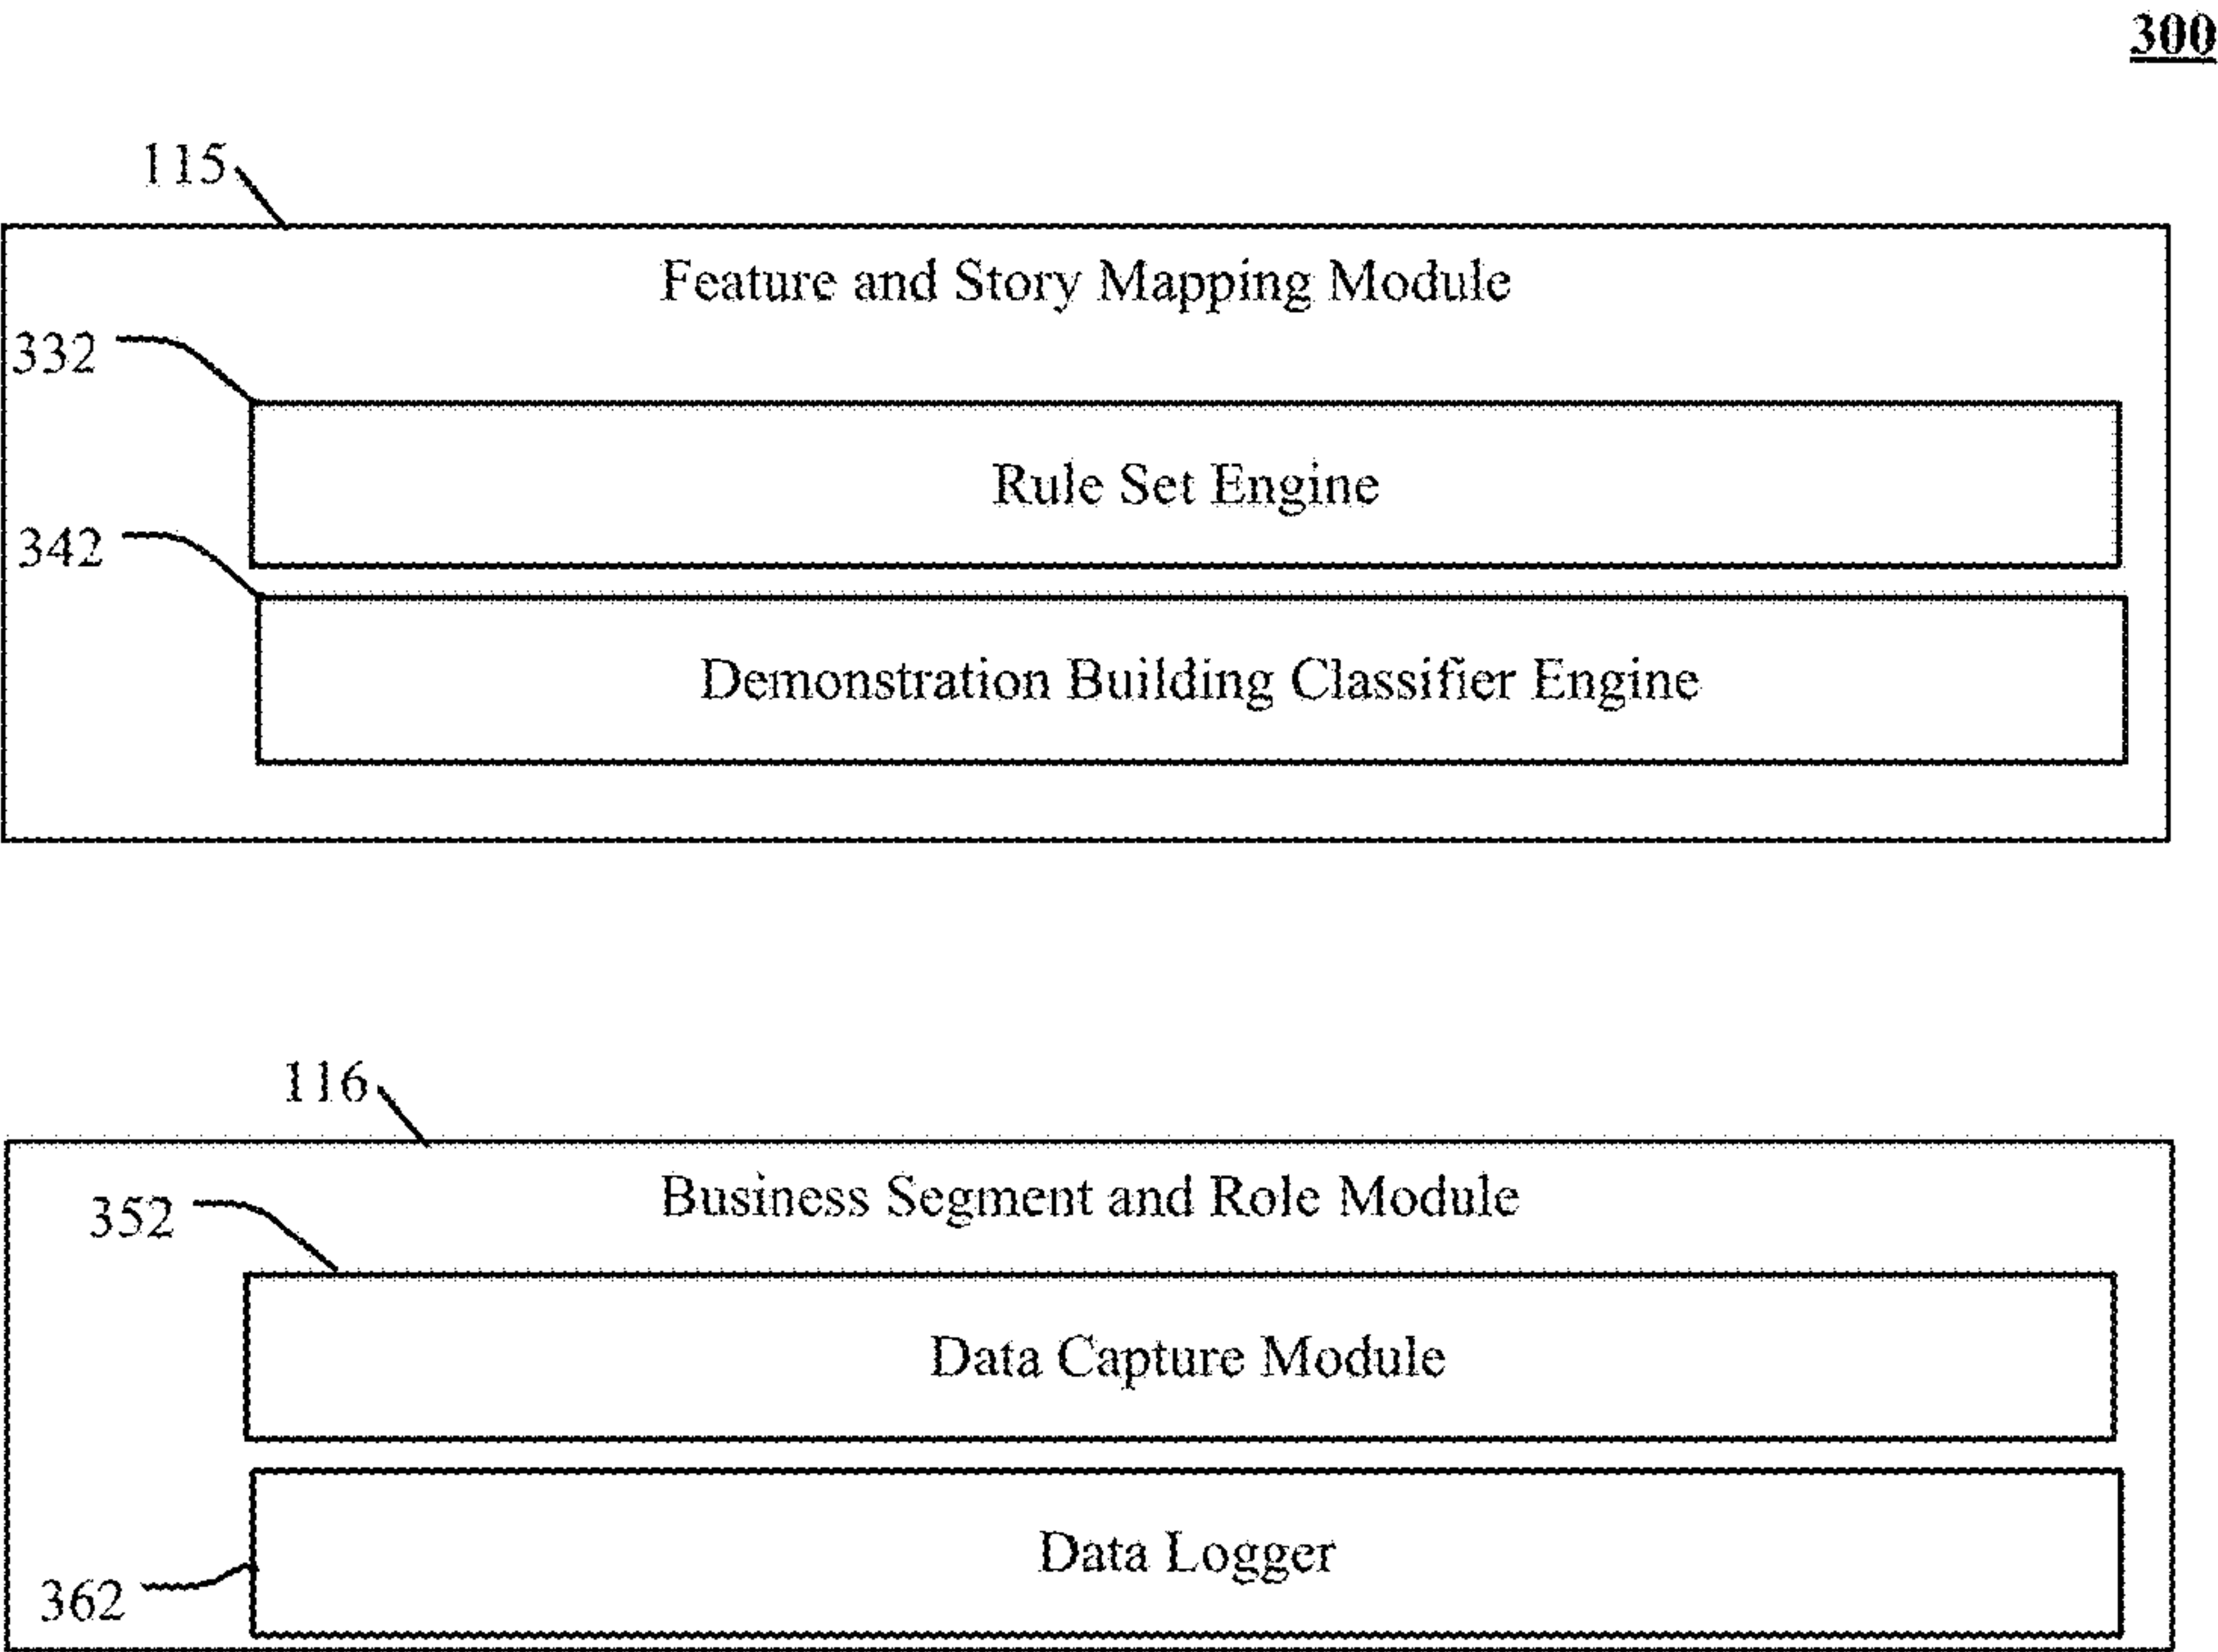 300
115
Feature and Story Mapping Module
332
Rule Set Engine
342
Demonstration Building Classifier Engine
116
Business Segment and Role Module
352
Data Capture Module
Data Logger
362